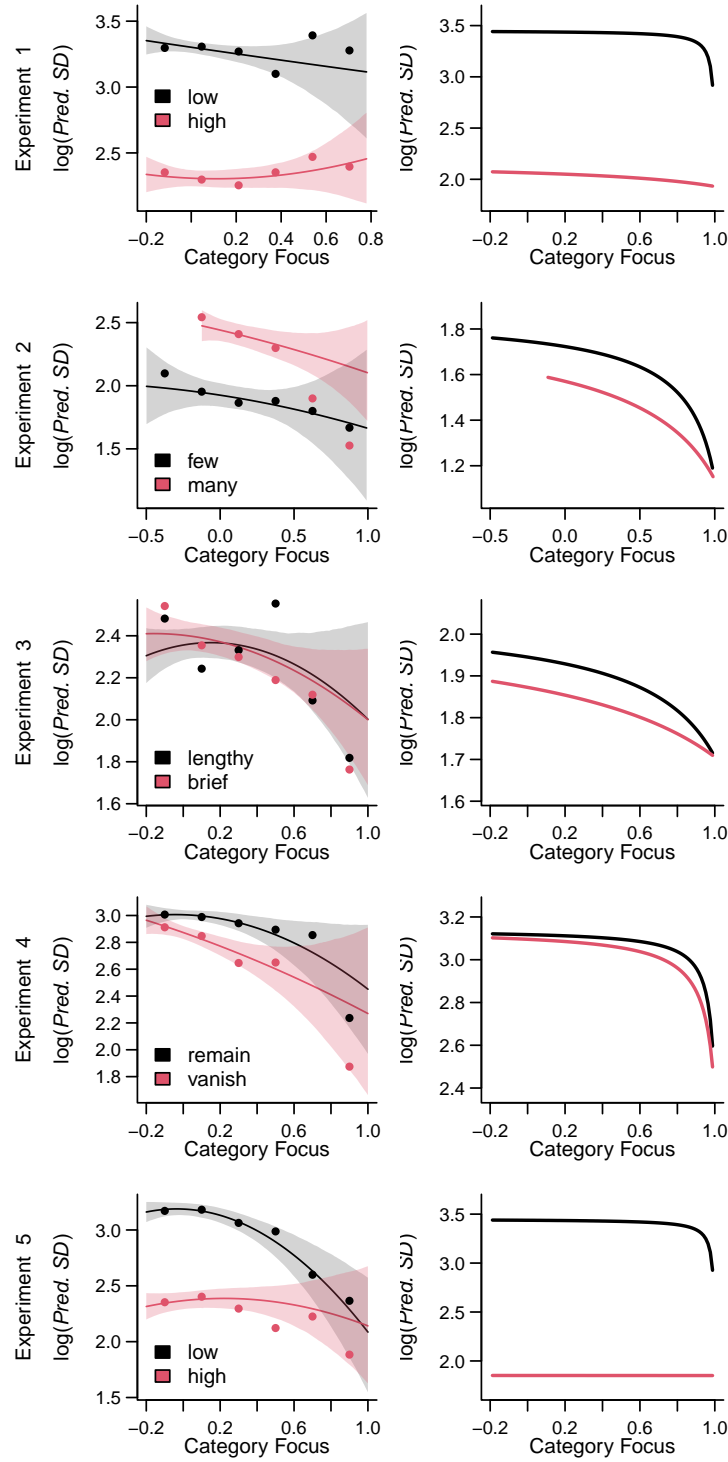 Experiment 1
log(Pred. SD)
3.5
3.0
2.5
low
high
−0.2
0.2
0.4
0.6
0.8
Category Focus
log(Pred. SD)
3.5
3.0
2.5
2.0
−0.2
0.2
0.6
1.0
Category Focus
Experiment 2
log(Pred. SD)
2.5
2.0
1.5
few
many
−0.5
0.0
0.5
1.0
Category Focus
log(Pred. SD)
1.8
1.6
1.4
1.2
−0.5
0.0
0.5
1.0
Category Focus
Experiment 3
log(Pred. SD)
2.4
2.2
2.0
1.8
1.6
lengthy
brief
−0.2
0.2
0.6
1.0
Category Focus
log(Pred. SD)
2.0
1.9
1.8
1.7
1.6
−0.2
0.2
0.6
1.0
Category Focus
Experiment 4
log(Pred. SD)
3.0
2.8
2.6
2.4
2.2
2.0
1.8
remain
vanish
−0.2
0.2
0.6
1.0
Category Focus
log(Pred. SD)
3.2
3.0
2.8
2.6
2.4
−0.2
0.2
0.6
1.0
Category Focus
Experiment 5
log(Pred. SD)
3.0
2.5
2.0
1.5
low
high
−0.2
0.2
0.6
1.0
Category Focus
log(Pred. SD)
3.5
3.0
2.5
2.0
−0.2
0.2
0.6
1.0
Category Focus